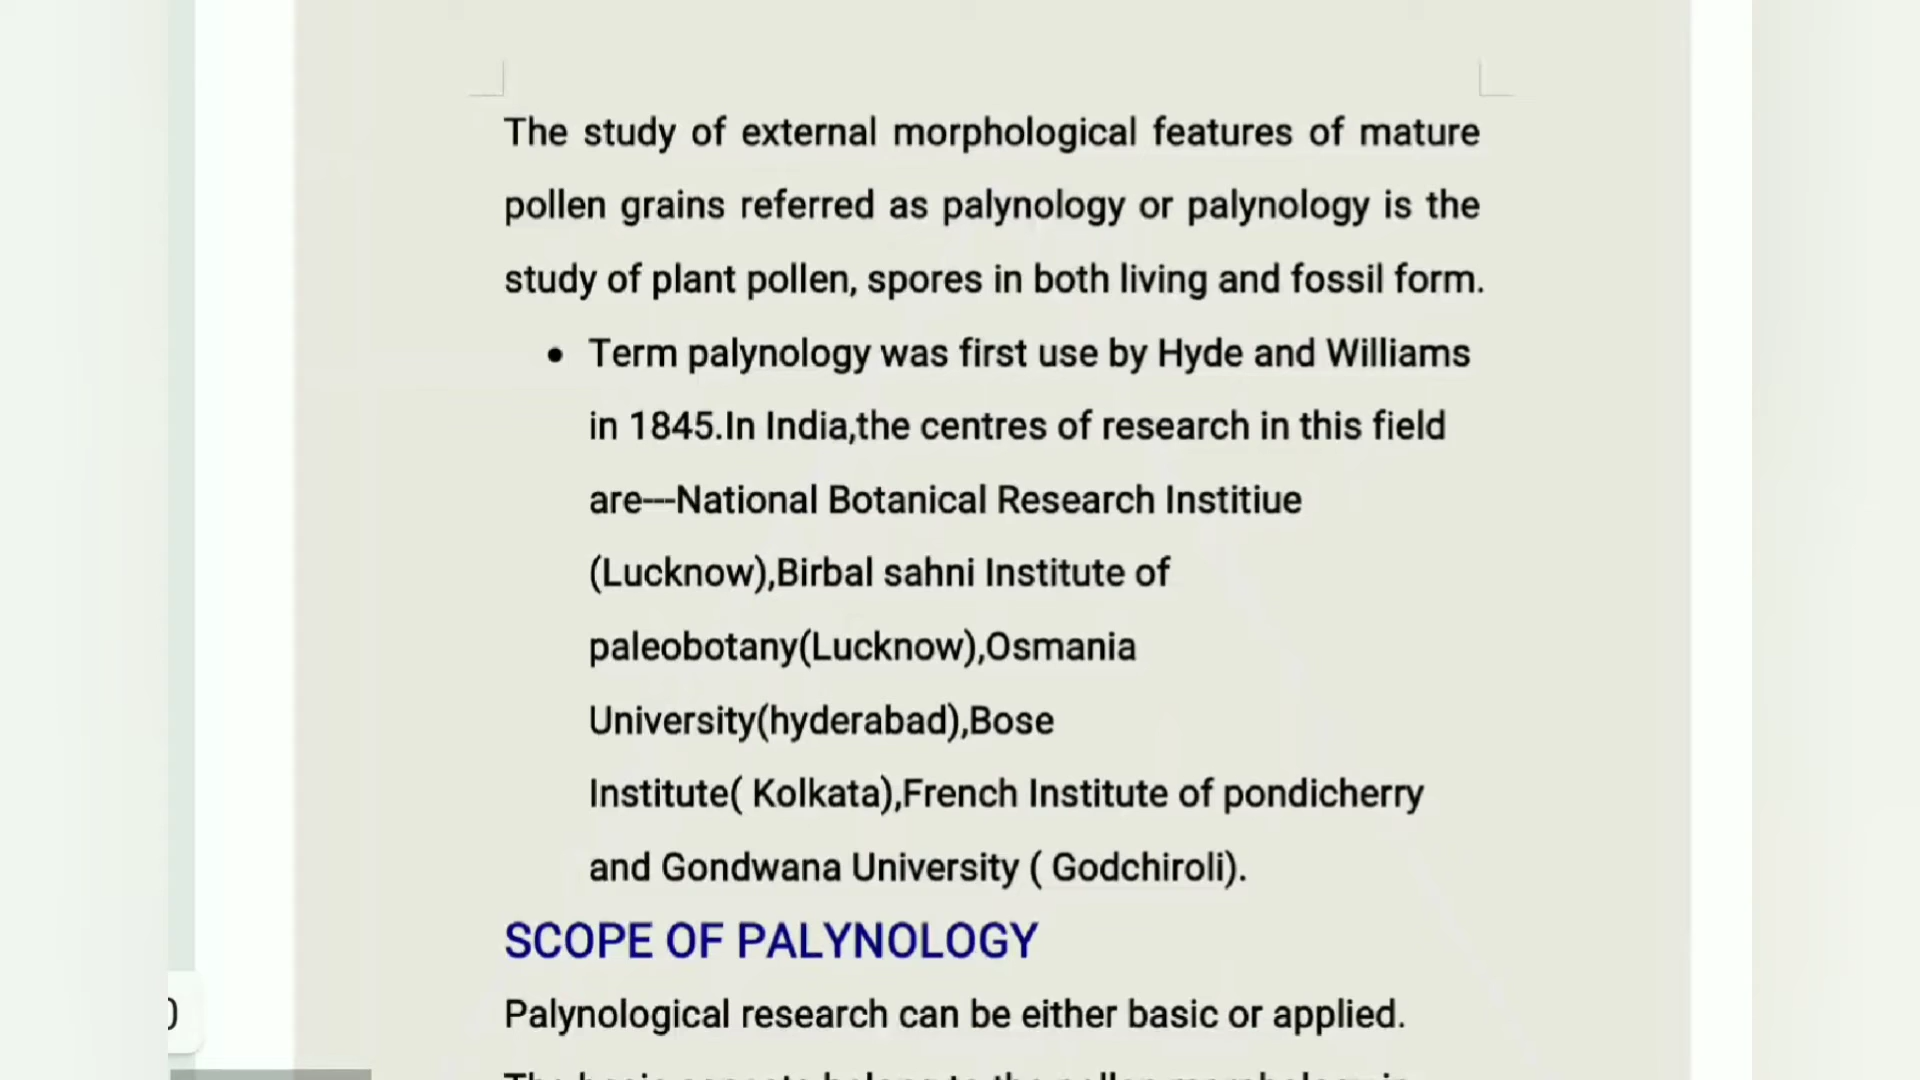 The study of external morphological features of mature
pollen grains referred as palynology or palynology is the
study of plant pollen, spores in both living and fossil form.
• Term palynology was first use by Hyde and Williams
in 1845.In India,the centres of research in this field
are---National Botanical Research Institiue
(Lucknow),Birbal sahni Institute of
paleobotany(Lucknow),Osmania
University(hyderabad),Bose
Institute( Kolkata),French Institute of pondicherry
and Gondwana University ( Godchiroli).
SCOPE OF PALYNOLOGY
Palynological research can be either basic or applied.